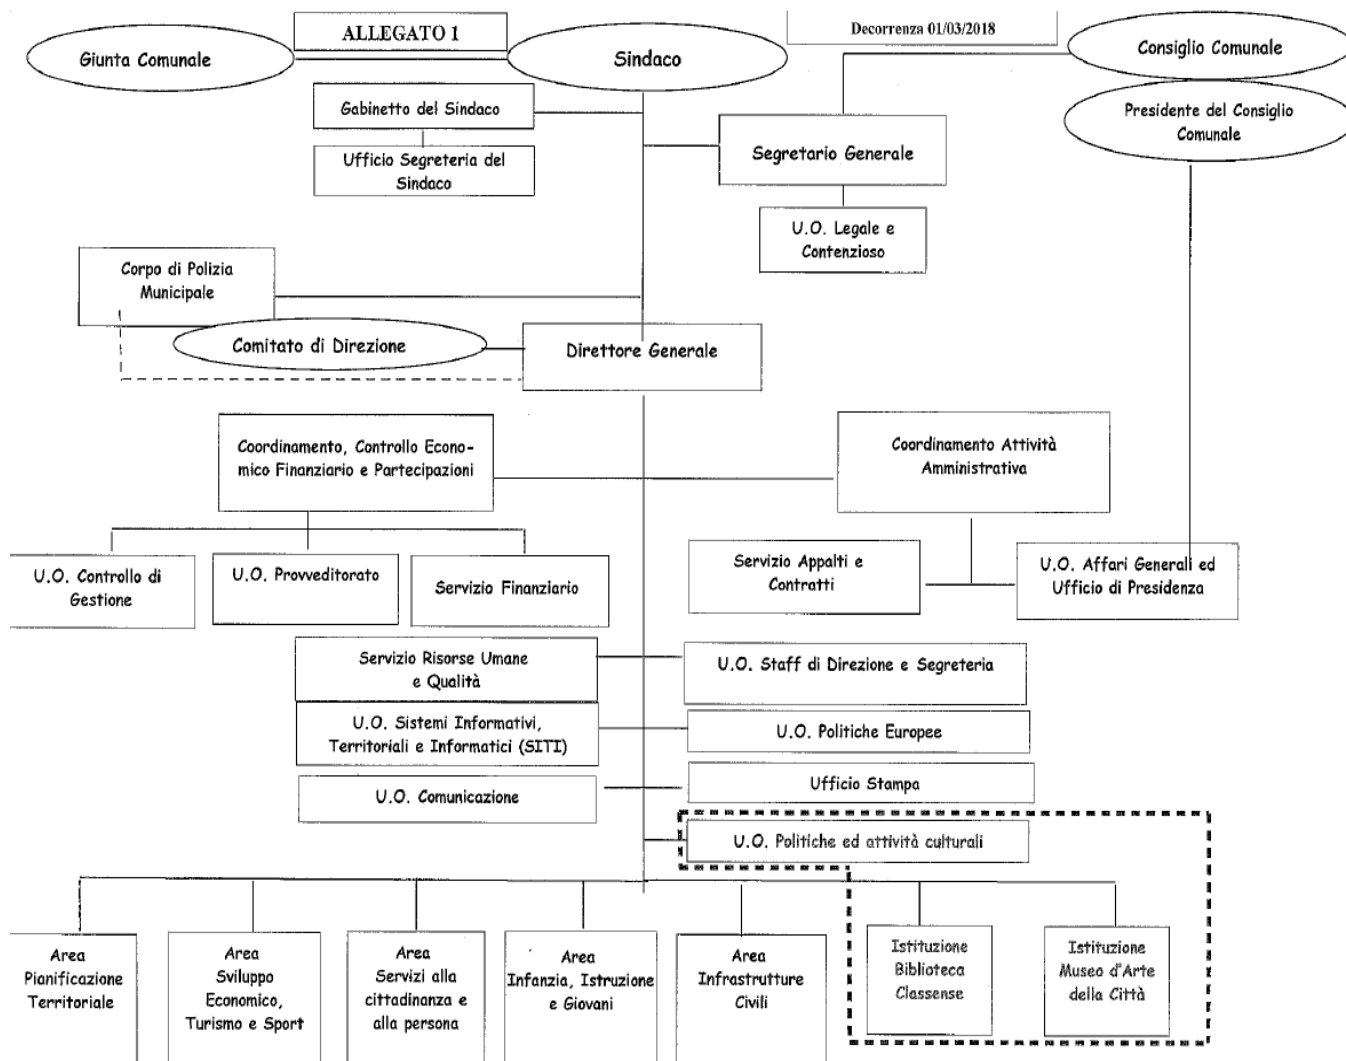 ALLEGATO 1
Decorrenza 01/03/2018
Giunta Comunale
Sindaco
Consiglio Comunale
Gabinetto del Sindaco
Presidente del Consiglio
Comunale
Ufficio Segreteria del
Sindaco
Segretario Generale
U.O. Legale e
Contenzioso
Corpo di Polizia
Municipale
Comitato di Direzione
Direttore Generale
Coordinamento, Controllo Econo-
mico Finanziario e Partecipazioni
Coordinamento Attività
Amministrativa
U.O. Controllo di
Gestione
U.O. Provveditorato
Servizio Finanziario
Servizio Appalti e
Contratti
U.O. Affari Generali ed
Ufficio di Presidenza
Servizio Risorse Umane
e Qualità
U.O. Staff di Direzione e Segreteria
U.O. Sistemi Informativi,
Territoriali e Informatici (SITI)
U.O. Politiche Europee
U.O. Comunicazione
Ufficio Stampa
U.O. Politiche ed attività culturali
Area
Pianificazione
Territoriale
Area
Sviluppo
Economico,
Turismo e Sport
Area
Servizi alla
cittadinanza e
alla persona
Area
Infanzia, Istruzione
e Giovani
Area
Infrastrutture
Civili
Istituzione
Biblioteca
Classense
Istituzione
Museo d'Arte
della Città